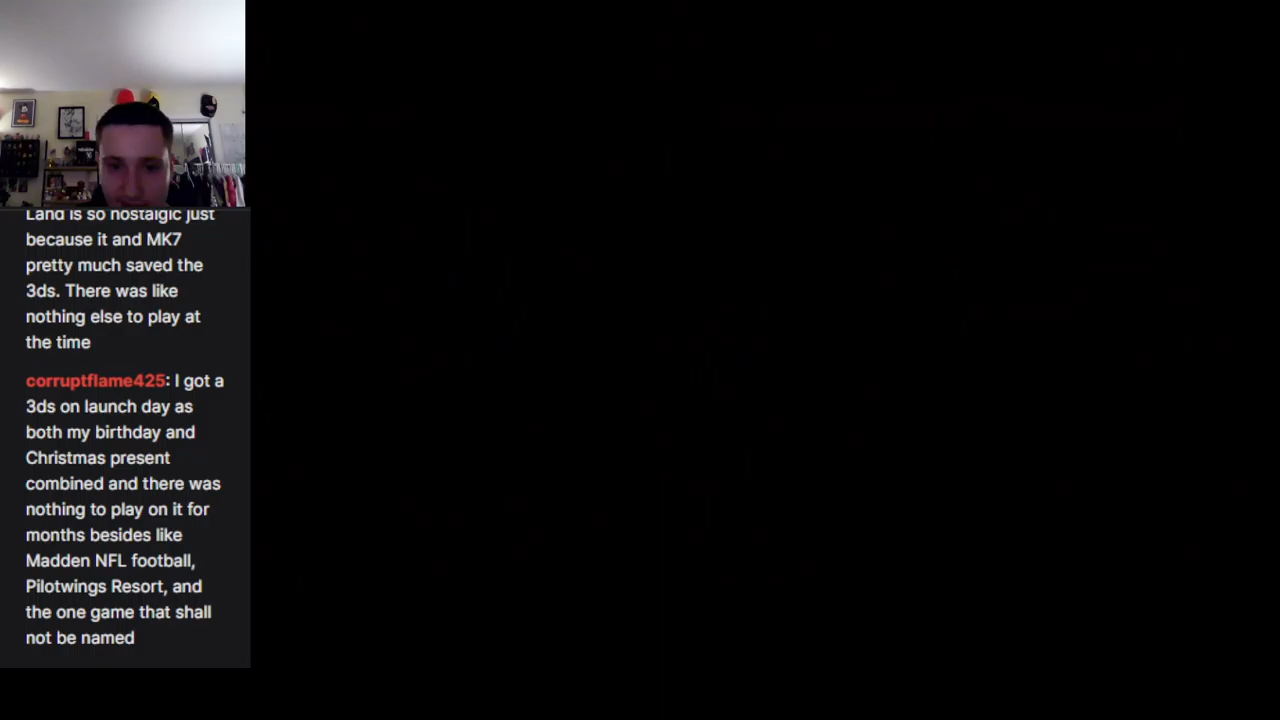 Land is so nostalgic just
because it and MK7
pretty much saved the
3ds. There was like
nothing else to play at
the time
corruptflame425: I got a
3ds on launch day as
both my birthday and
Christmas present
combined and there was
nothing to play on it for
months besides like
Madden NFL football,
Pilotwings Resort, and
the one game that shall
not be named